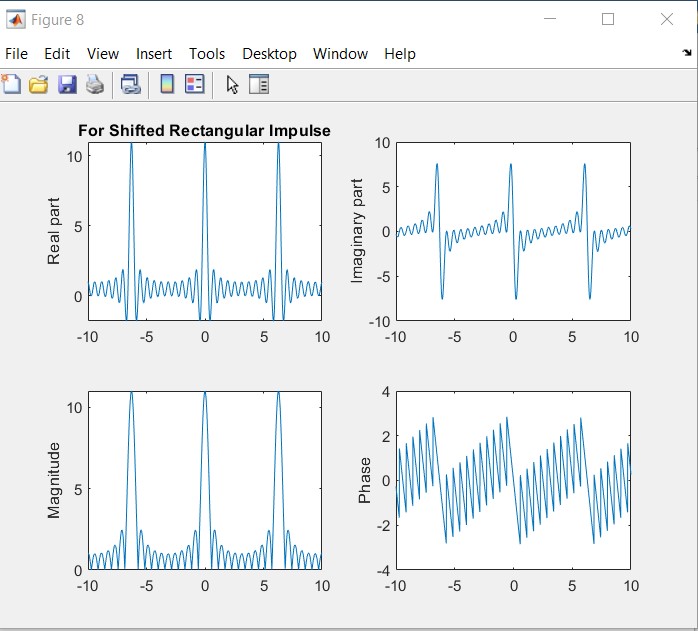 Figure 8
File Edit View Insert Tools Desktop Window Help
For Shifted Rectangular Impulse
Real part
10
5
0
-10 -5 0 5 10
Imaginary part
10
5
0
-5
-10
-10 -5 0 5 10
Magnitude
10
5
0
-10 -5 0 5 10
Phase
4
2
0
-2
-4
-10 -5 0 5 10